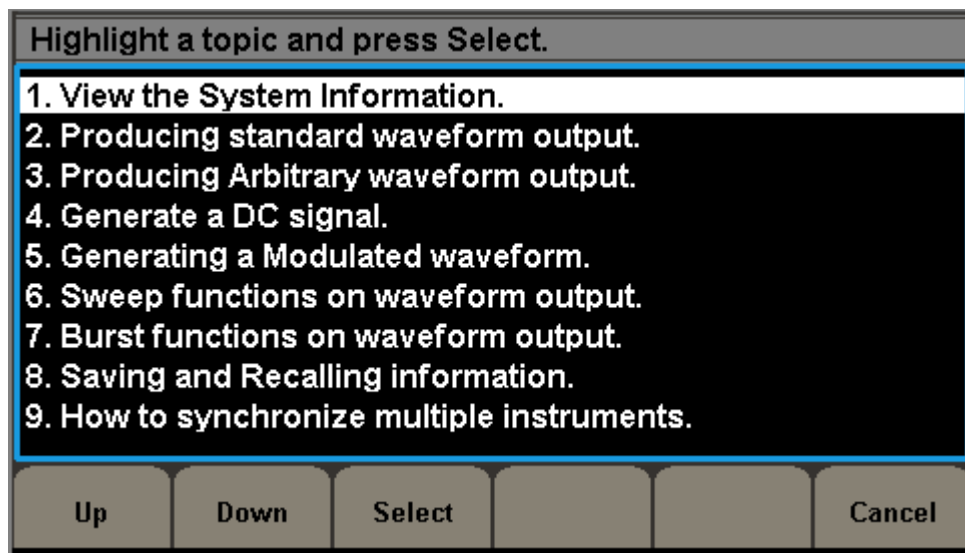 Highlight a topic and press Select.
1. View the System Information.
2. Producing standard waveform output.
3. Producing Arbitrary waveform output.
4. Generate a DC signal.
5. Generating a Modulated waveform.
6. Sweep functions on waveform output.
7. Burst functions on waveform output.
8. Saving and Recalling information.
9. How to synchronize multiple instruments.
Up Down Select Cancel